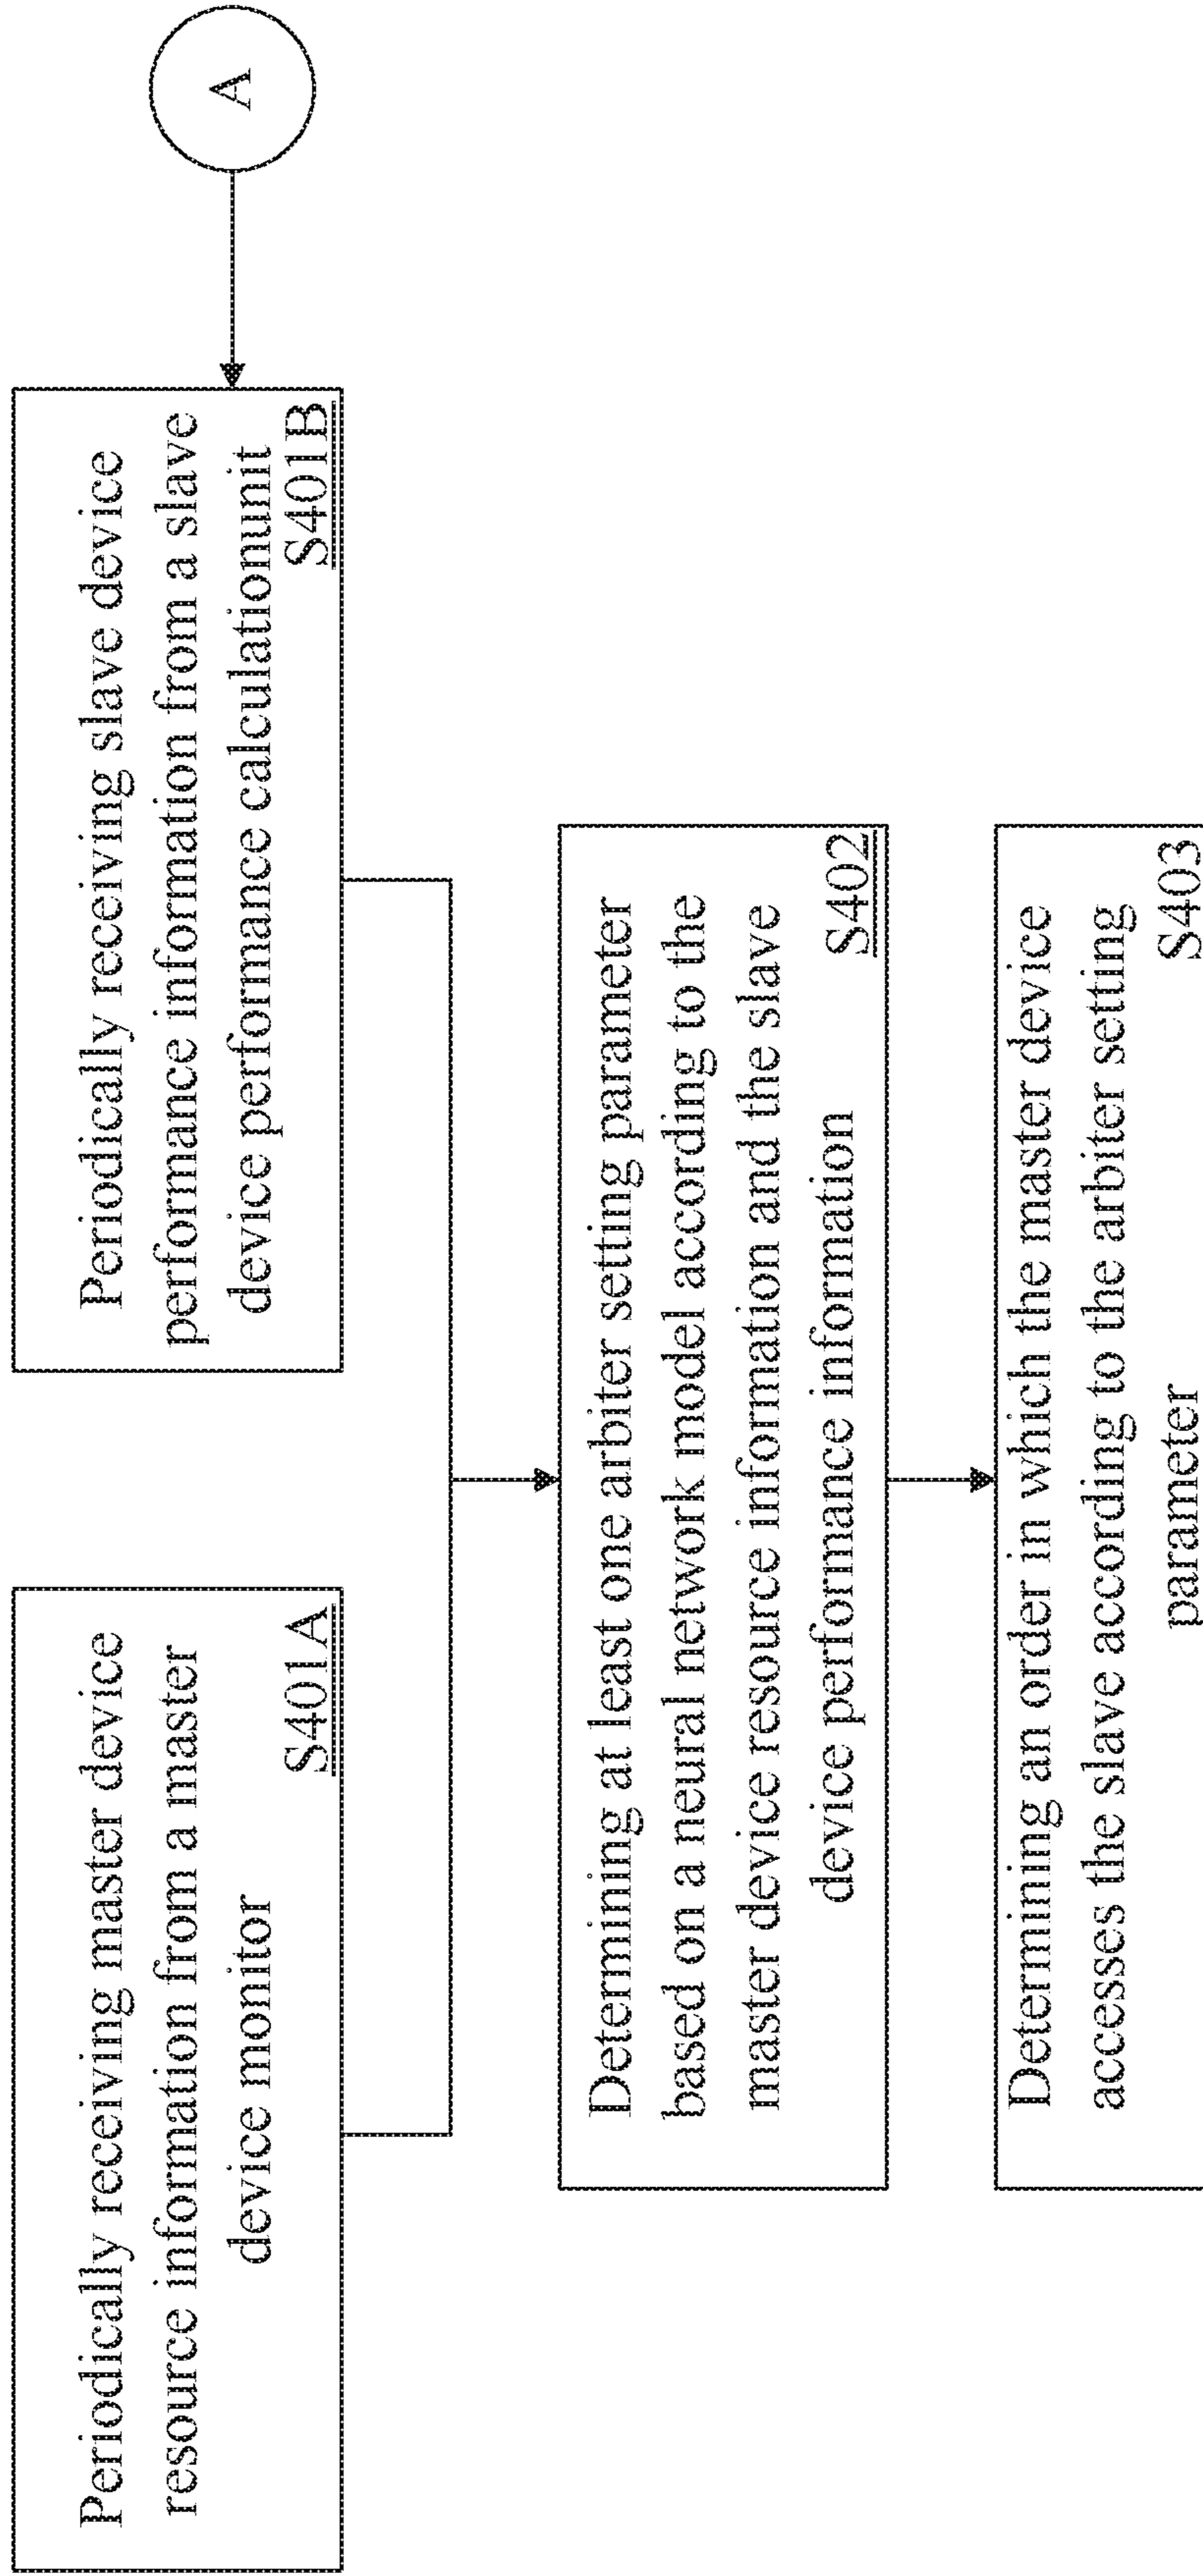 Periodically receiving master device
resource information from a master
device monitor
S401A
Periodically receiving slave device
performance information from a slave
device performance calculationunit
S401B
A
Determining at least one arbiter setting parameter
based on a neural network model according to the
master device resource information and the slave
device performance information
S402
Determining an order in which the master device
accesses the slave according to the arbiter setting
parameter
S403